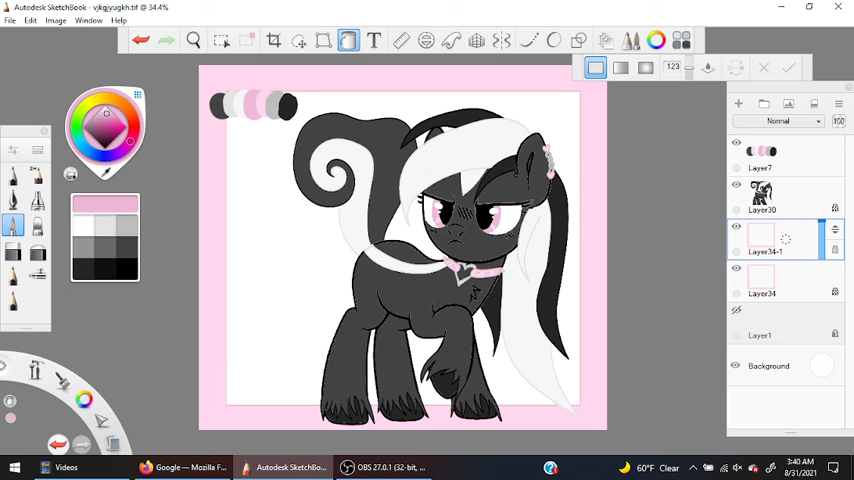 Autodesk SketchBook - vjkgjyugkh.tif @ 34.4%
File Edit Image Window Help
123
Normal
100
Layer7
Layer30
Layer34-1
Layer34
Layer1
Background
Videos
Google — Mozilla F...
Autodesk SketchBo...
OBS 27.0.1 (32-bit, ...
60°F Clear
3:40 AM
8/31/2021